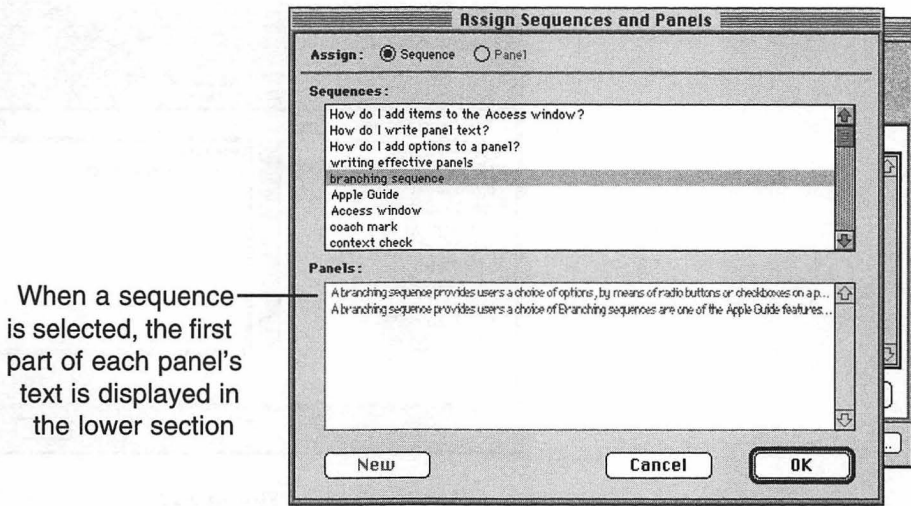 Assign Sequences and Panels
Assign: Sequence Panel
Sequences:
How do I add items to the Access window?
How do I write panel text?
How do I add options to a panel?
writing effective panels
branching sequence
Apple Guide
Access window
coach mark
context check
Panels:
A branching sequence provides users a choice of options, by means of radio buttons or checkboxes on a p...
A branching sequence provides users a choice of Branching sequences are one of the Apple Guide features...
When a sequence
is selected, the first
part of each panel's
text is displayed in
the lower section
New Cancel OK
..